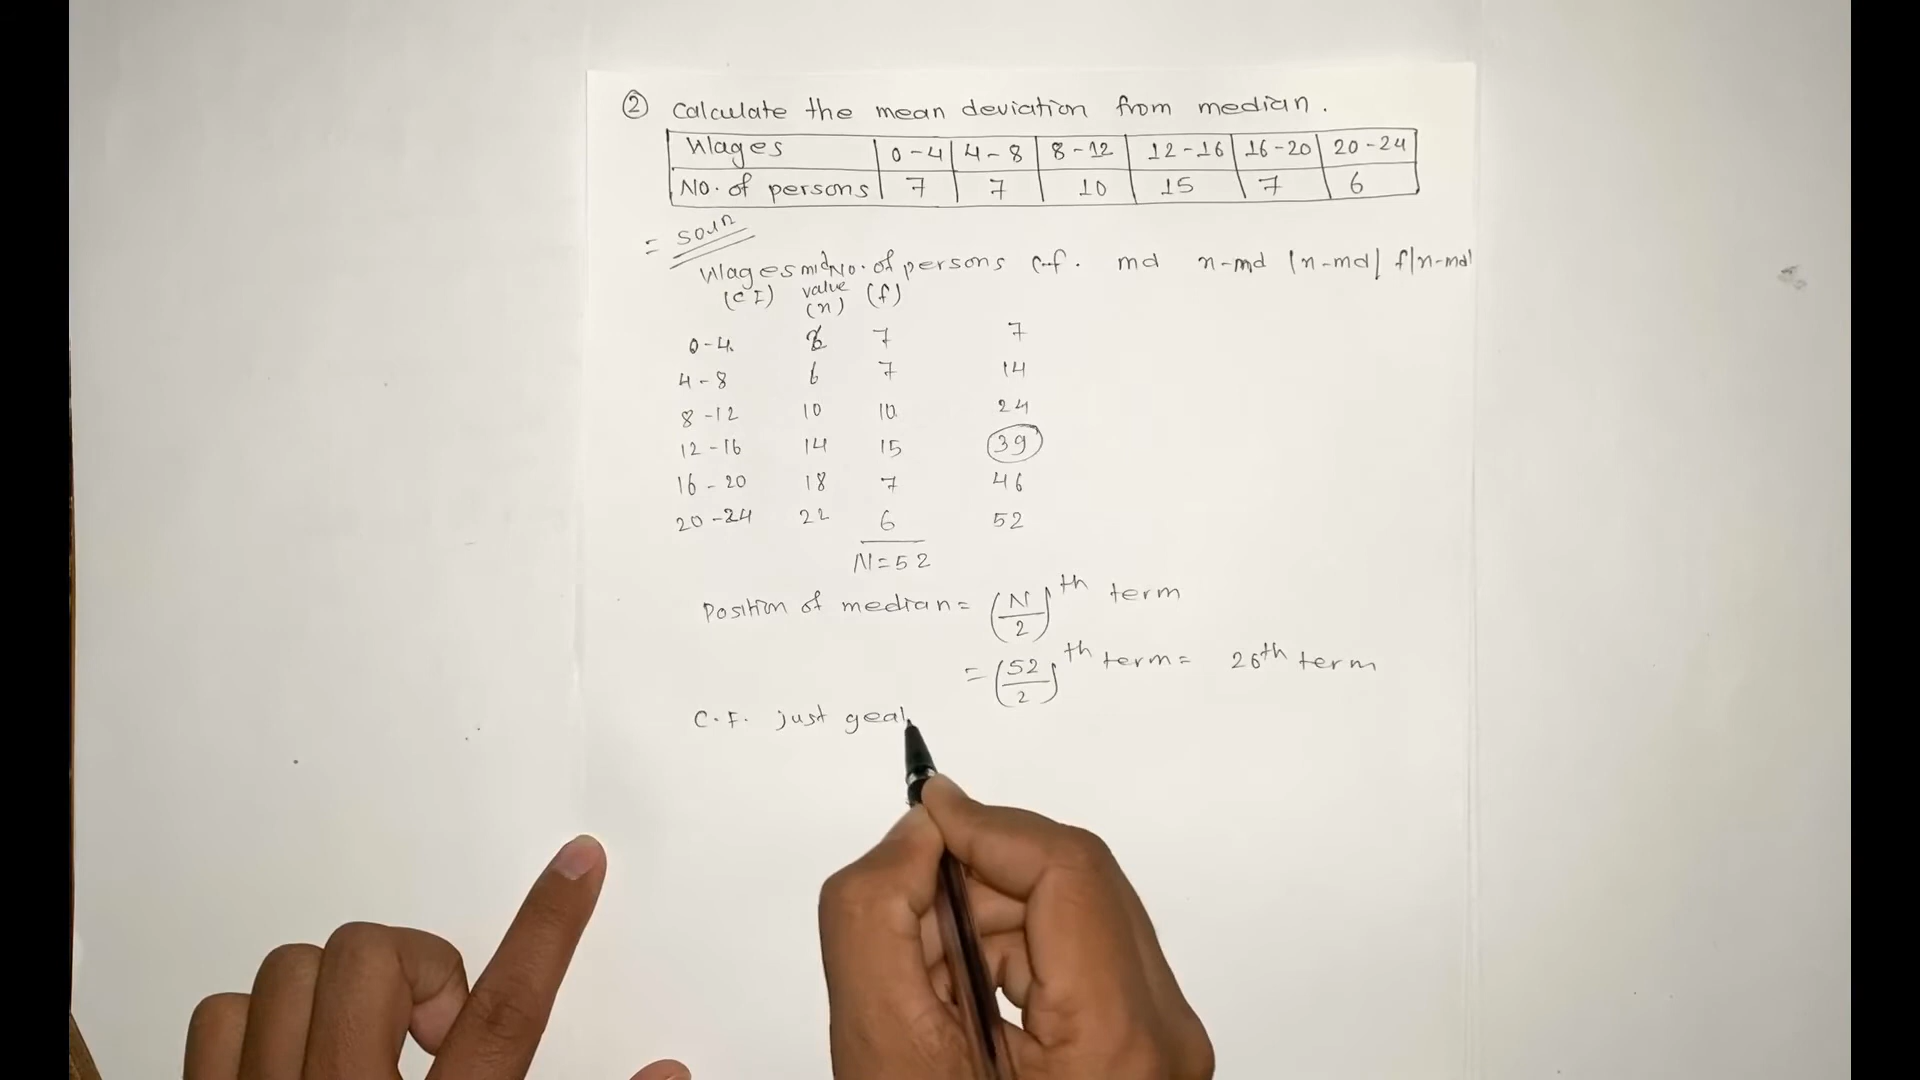 ② Calculate the mean deviation from median.
Wages 0-4 4-8 8-12 12-16 16-20 20-24
No. of persons 7 7 10 15 7 6
= Soln
Wages mid No. of persons c.f. md x-md |x-md| f|x-md|
(CI) value (x) (f)
0-4 2 7 7
4-8 6 7 14
8-12 10 10 24
12-16 14 15 39
16-20 18 7 46
20-24 22 6 52
N=52
Position of median = (N/2)th term
= (52/2)th term = 26th term
C.F. just geat